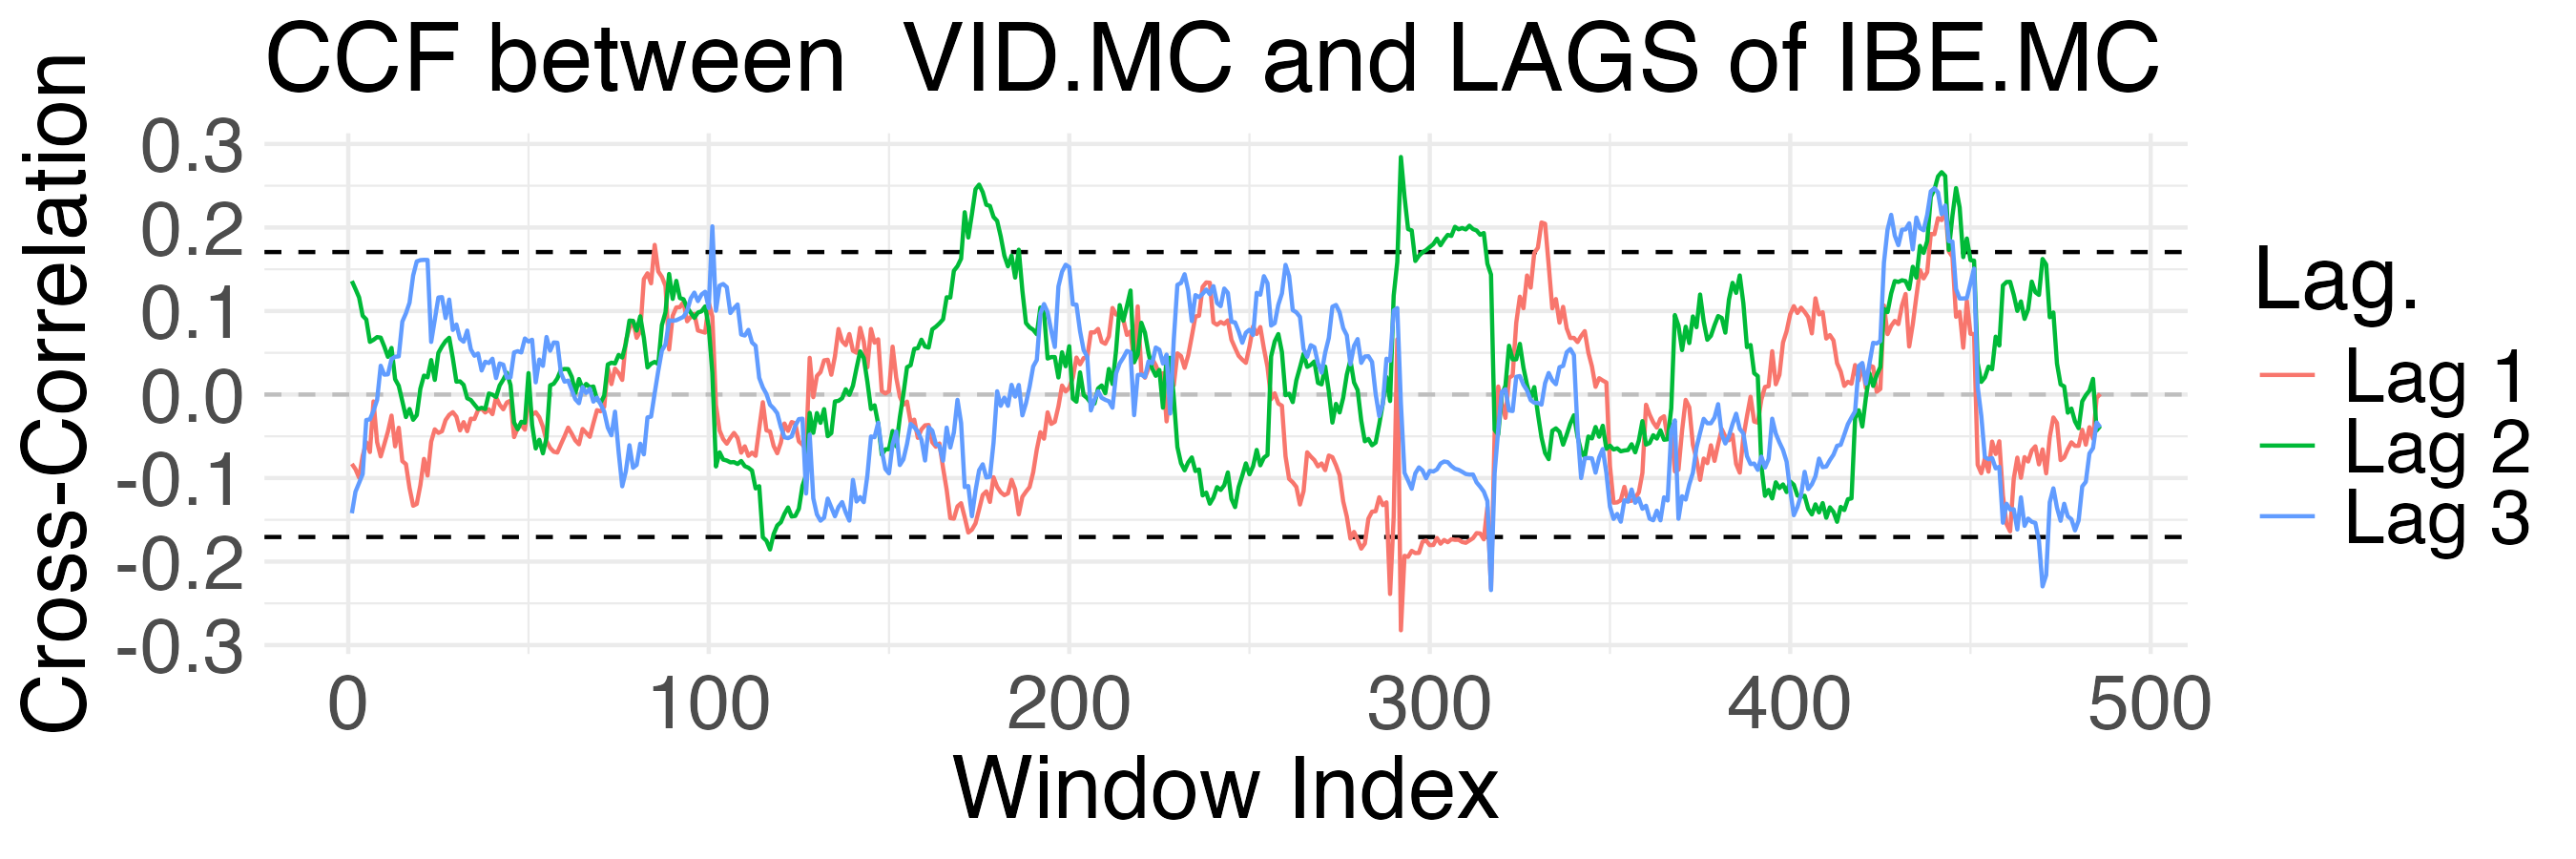 CCF between  VID.MC and LAGS of IBE.MC
Cross-Correlation
0.3
0.2
0.1
0.0
-0.1
-0.2
-0.3
0 100 200 300 400 500
Window Index
Lag.
Lag 1
Lag 2
Lag 3